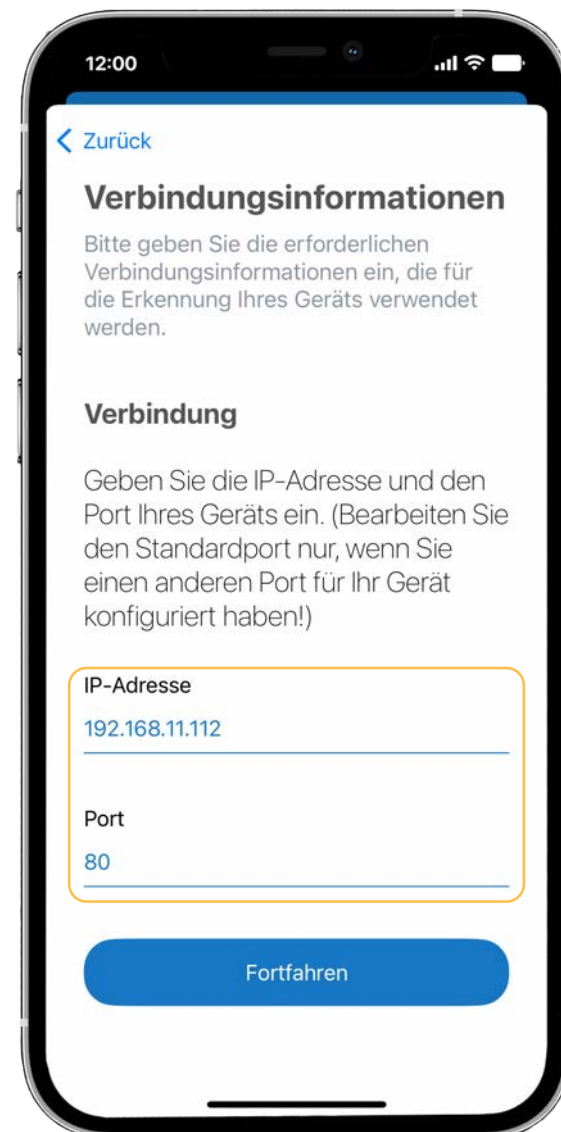 12:00
Zurück
Verbindungsinformationen
Bitte geben Sie die erforderlichen
Verbindungsinformationen ein, die für
die Erkennung Ihres Geräts verwendet
werden.
Verbindung
Geben Sie die IP-Adresse und den
Port Ihres Geräts ein. (Bearbeiten Sie
den Standardport nur, wenn Sie
einen anderen Port für Ihr Gerät
konfiguriert haben!)
IP-Adresse
192.168.11.112
Port
80
Fortfahren